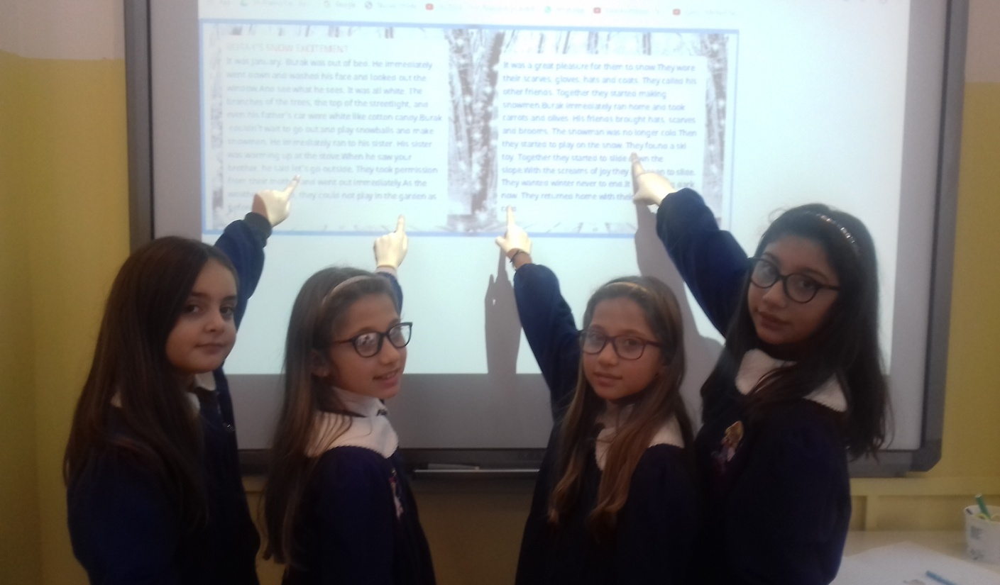 Google
BURAK'S SNOW EXCITEMENT
It was January. Burak was out of bed. He immediately
went down and washed his face and looked out the
window.And see what he sees. It was all white. The
branches of the trees, the top of the streetlight, and
even his father's car were white like cotton candy.Burak
couldn't wait to go out and play snowballs and make
snowmen. He immediately ran to his sister. His sister
was warming up at the stove.When he saw your
brother, he said let's go outside. They took permission
from their and went out immediately.As the
they could not play in the garden as
It was a great pleasure for them to snow.They wore
their scarves, gloves, hats and coats. They called his
other friends. Together they started making
snowmen.Burak immediately ran home and took
carrots and olives. His friends brought hats, scarves
and brooms. The snowman was no longer cold.Then
they started to play on the snow. They found a ski
toy. Together they started to slide down the
slope.With the screams of joy they to slide.
They wanted winter never to end.It dark
now. They returned home with their